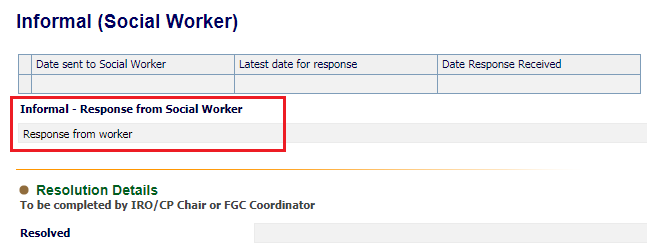 Informal (Social Worker)
Date sent to Social Worker Latest date for response Date Response Received
Informal - Response from Social Worker
Response from worker
Resolution Details
To be completed by IRO/CP Chair or FGC Coordinator
Resolved